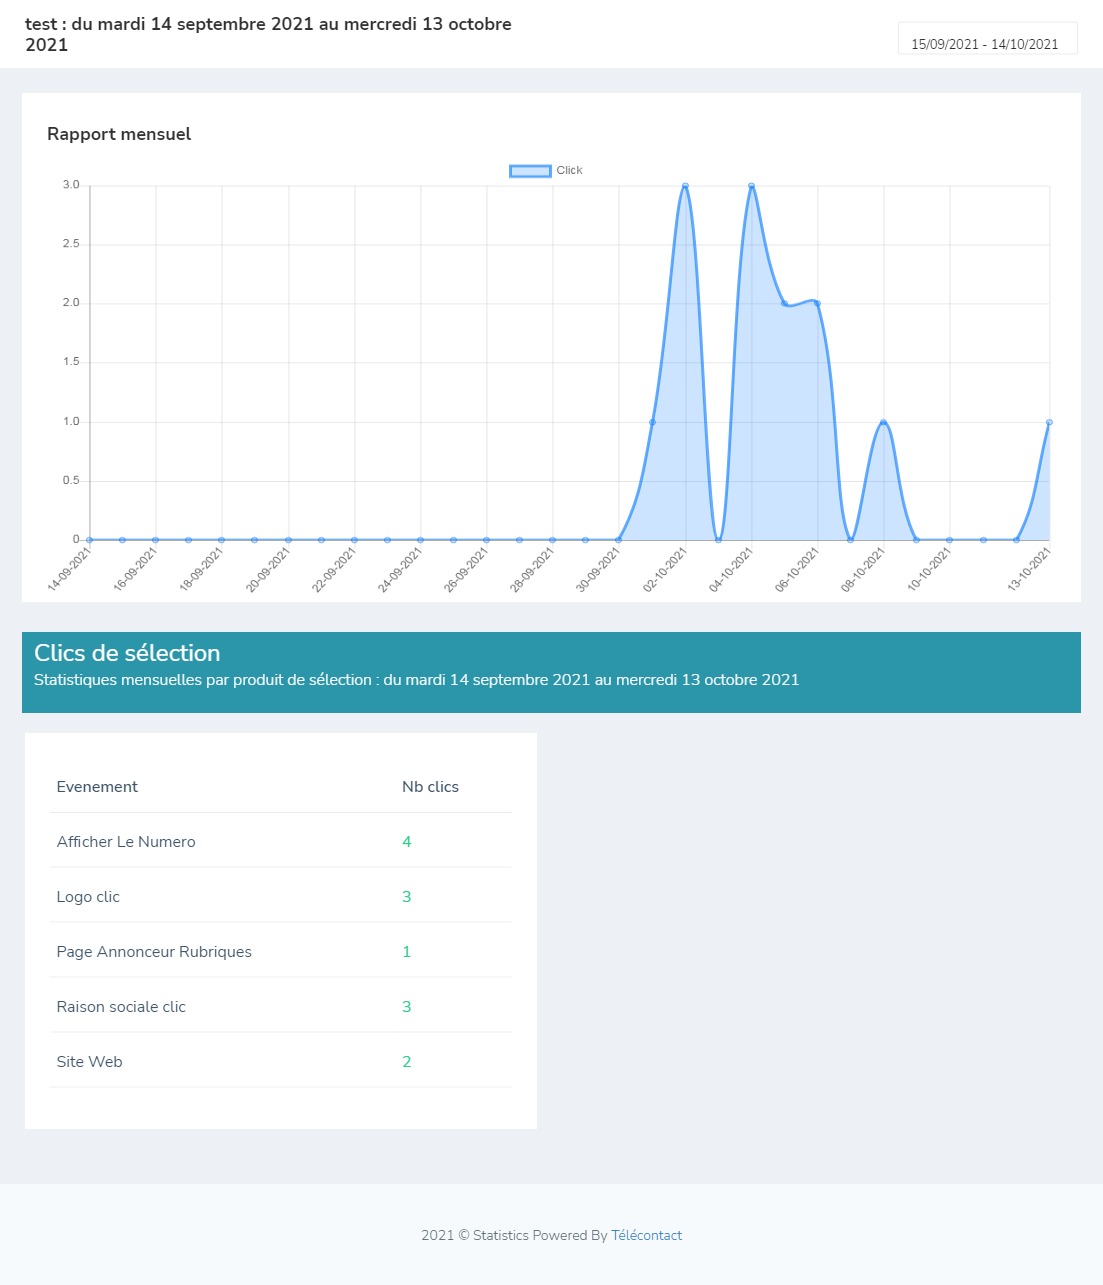 test : du mardi 14 septembre 2021 au mercredi 13 octobre
2021
15/09/2021 - 14/10/2021
Rapport mensuel
Click
3.0
2.5
2.0
1.5
1.0
0.5
0
14-09-2021
16-09-2021
18-09-2021
20-09-2021
22-09-2021
24-09-2021
26-09-2021
28-09-2021
30-09-2021
02-10-2021
04-10-2021
06-10-2021
08-10-2021
10-10-2021
13-10-2021
Clics de sélection
Statistiques mensuelles par produit de sélection : du mardi 14 septembre 2021 au mercredi 13 octobre 2021
Evenement Nb clics
Afficher Le Numero 4
Logo clic 3
Page Annonceur Rubriques 1
Raison sociale clic 3
Site Web 2
2021 © Statistics Powered By Télécontact